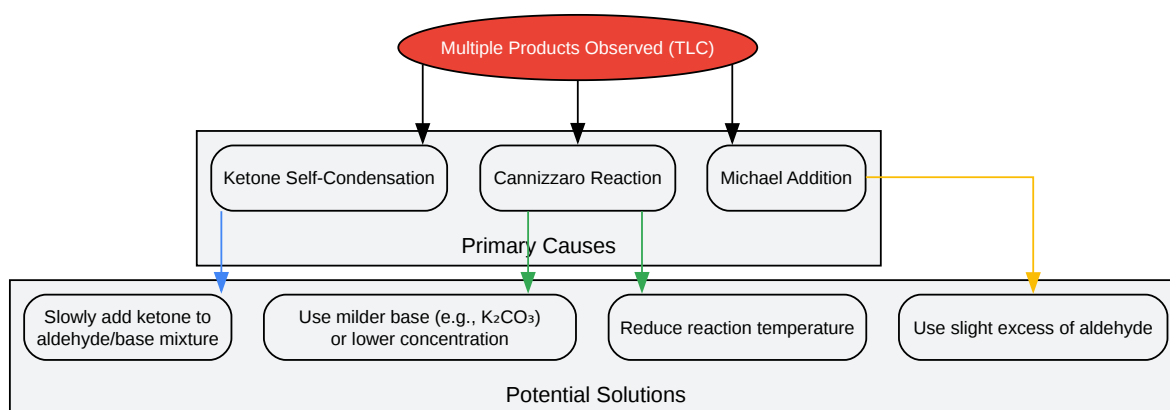 Multiple Products Observed (TLC)
Ketone Self-Condensation
Cannizzaro Reaction
Michael Addition
Primary Causes
Slowly add ketone to
aldehyde/base mixture
Use milder base (e.g., K₂CO₃)
or lower concentration
Reduce reaction temperature
Use slight excess of aldehyde
Potential Solutions